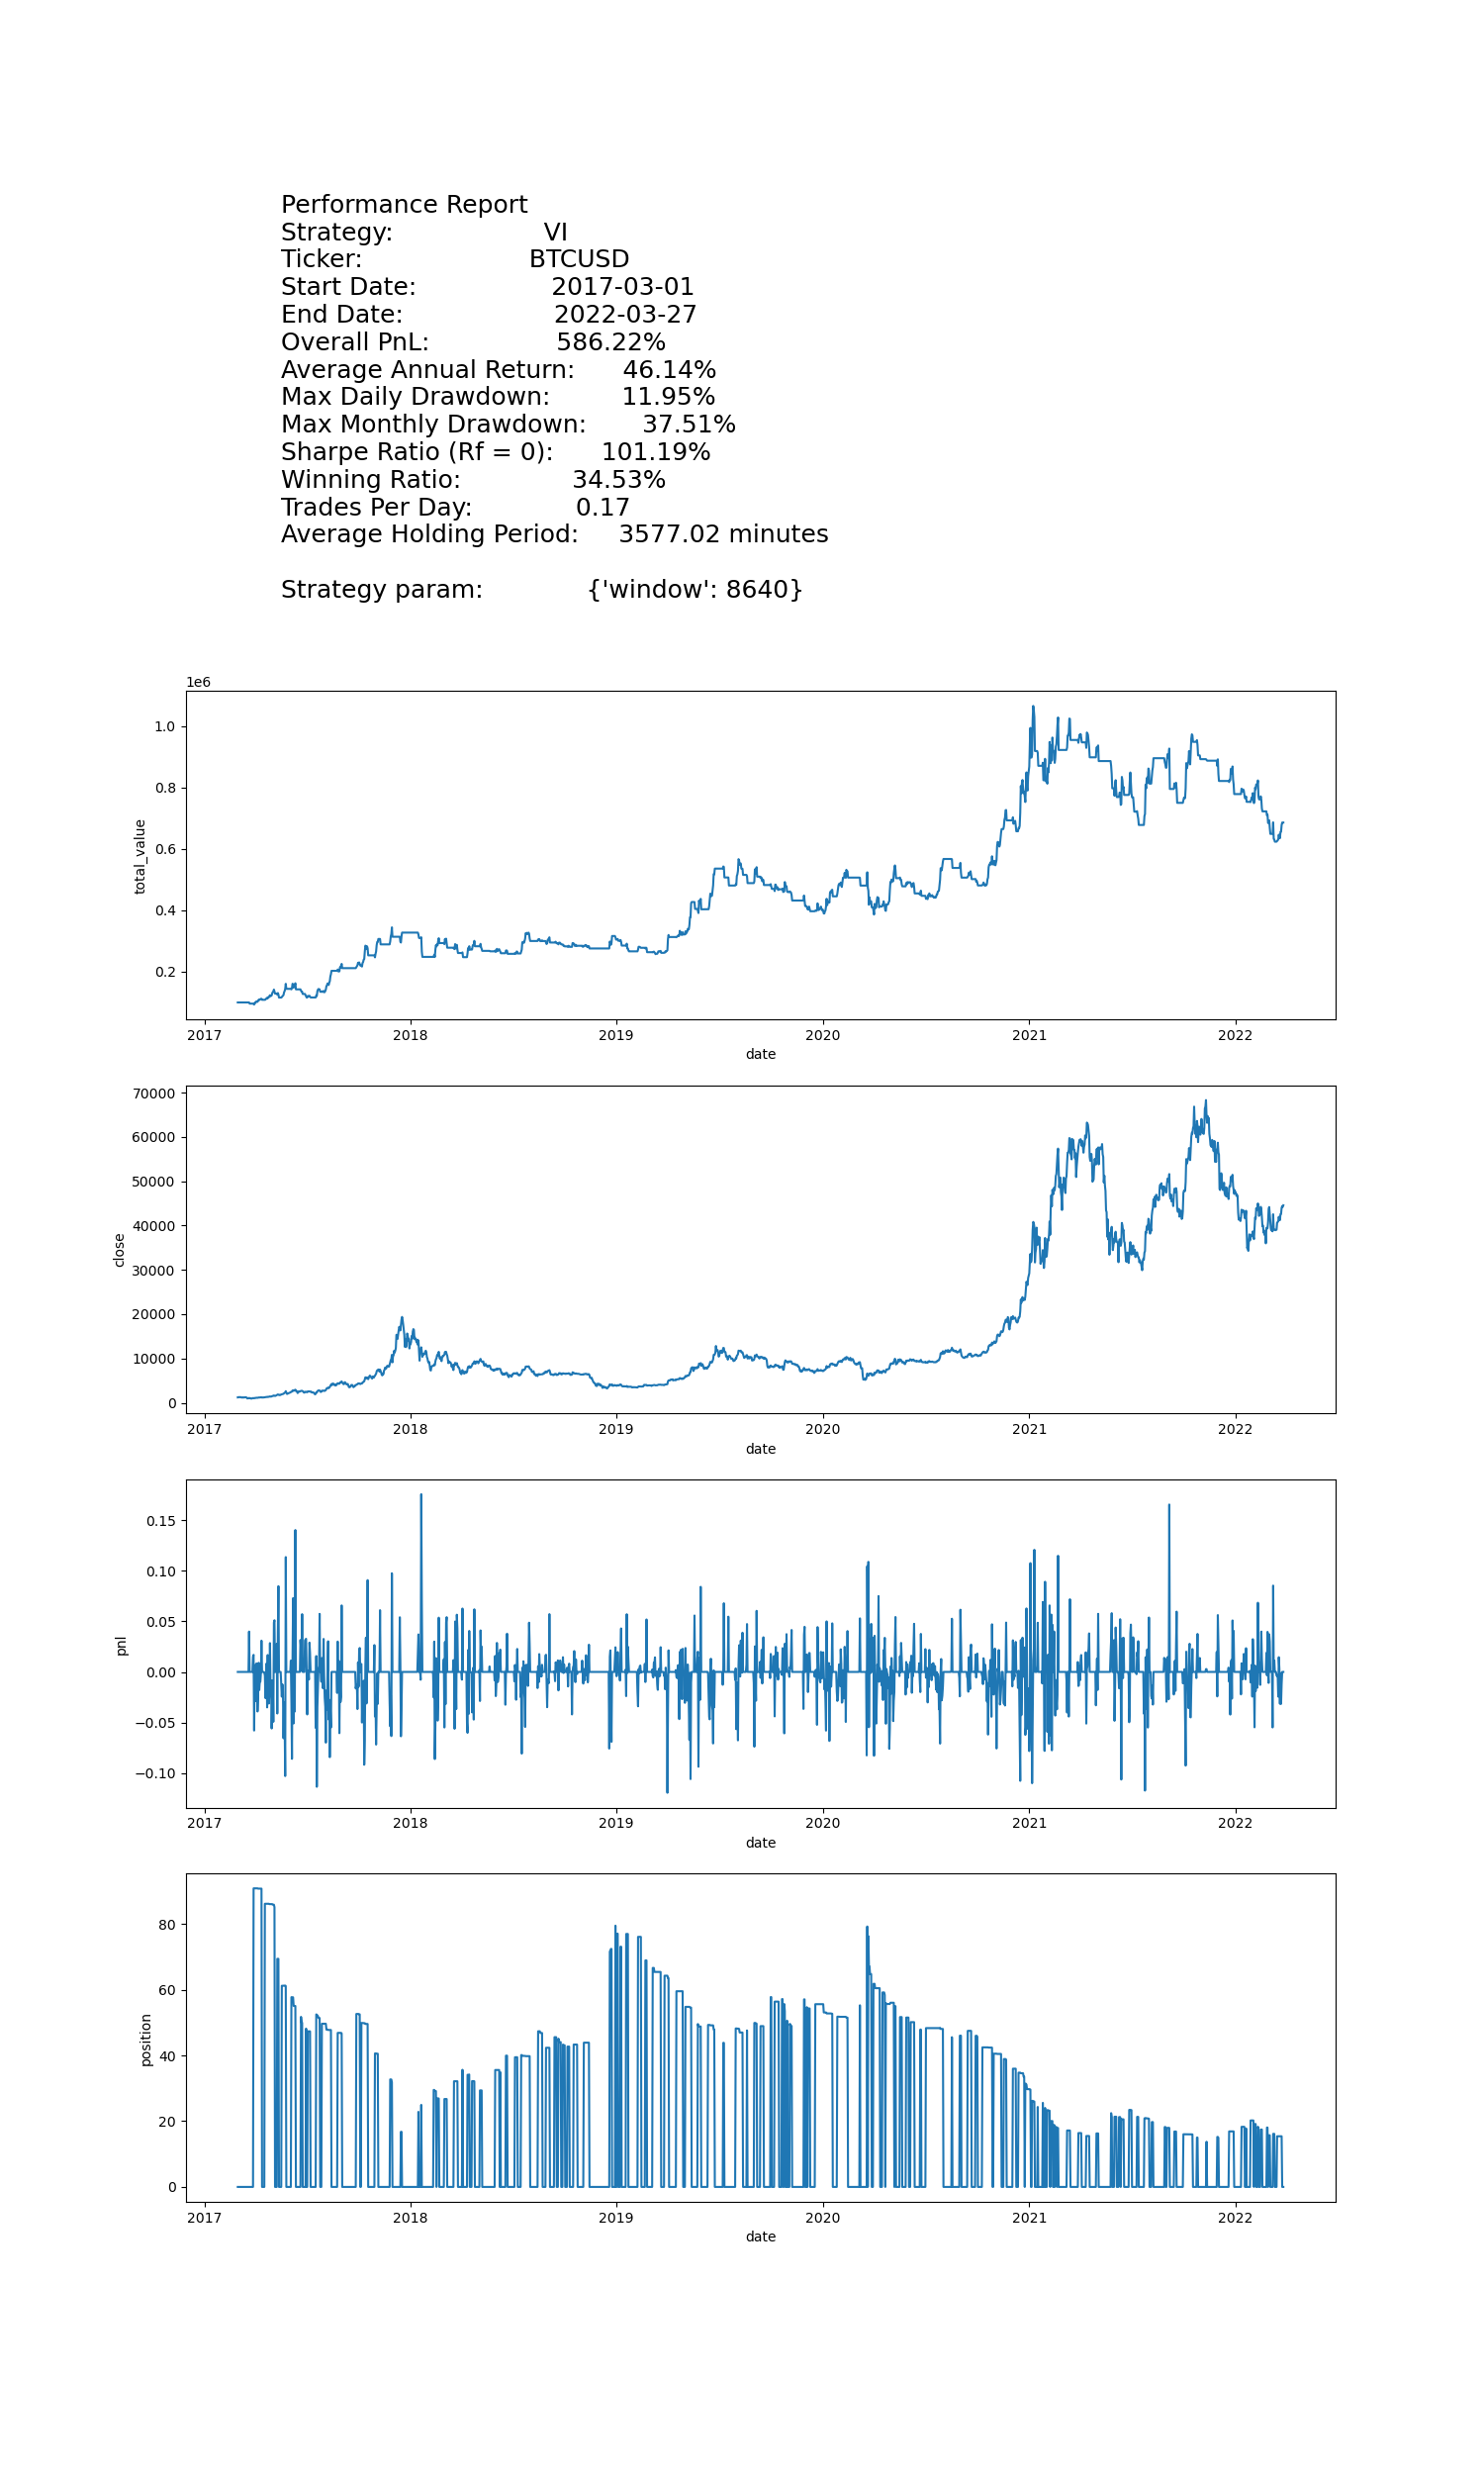 Performance Report
Strategy: VI
Ticker: BTCUSD
Start Date: 2017-03-01
End Date: 2022-03-27
Overall PnL: 586.22%
Average Annual Return: 46.14%
Max Daily Drawdown: 11.95%
Max Monthly Drawdown: 37.51%
Sharpe Ratio (Rf = 0): 101.19%
Winning Ratio: 34.53%
Trades Per Day: 0.17
Average Holding Period: 3577.02 minutes
Strategy param: {'window': 8640}
1e6
1.0
0.8
0.6
0.4
0.2
total_value
2017 2018 2019 2020 2021 2022
date
70000
60000
50000
40000
30000
20000
10000
0
close
2017 2018 2019 2020 2021 2022
date
0.15
0.10
0.05
0.00
−0.05
−0.10
pnl
2017 2018 2019 2020 2021 2022
date
80
60
40
20
0
position
2017 2018 2019 2020 2021 2022
date